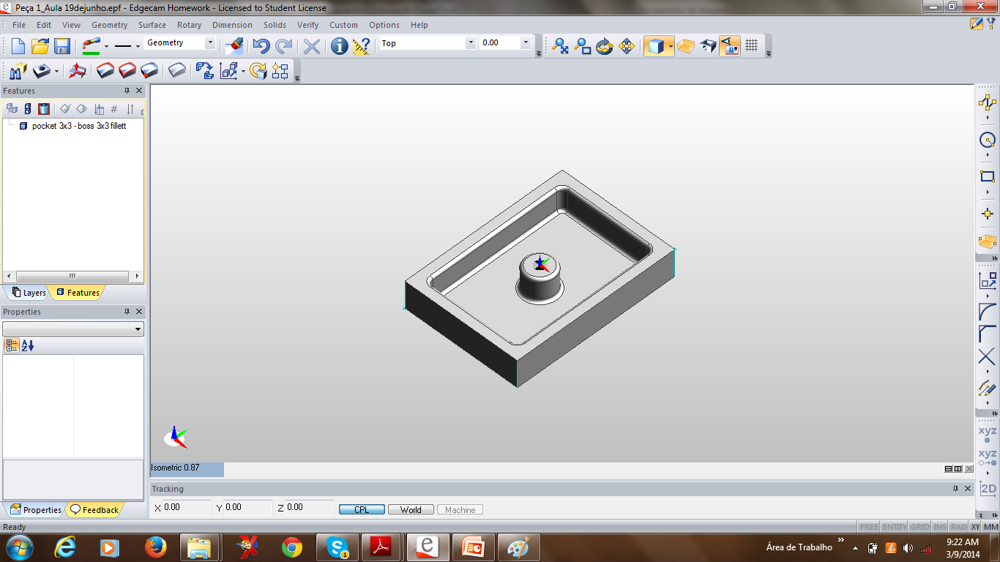 Peça 1_Aula 19dejunho.epf - Edgecam Homework - Licensed to Student License
File Edit View Geometry Surface Rotary Dimension Solids Verify Custom Options Help
Geometry Top 0.00
Features
pocket 3x3 - boss 3x3 fillett
Layers Features
Properties
Properties Feedback
Isometric 0.87
Tracking
X 0.00 Y 0.00 Z 0.00 CPL World Machine
Ready FREE ENTITY GRID INS RAD XY MM
Área de Trabalho 9:22 AM
3/9/2014
xyz
xyz
2D